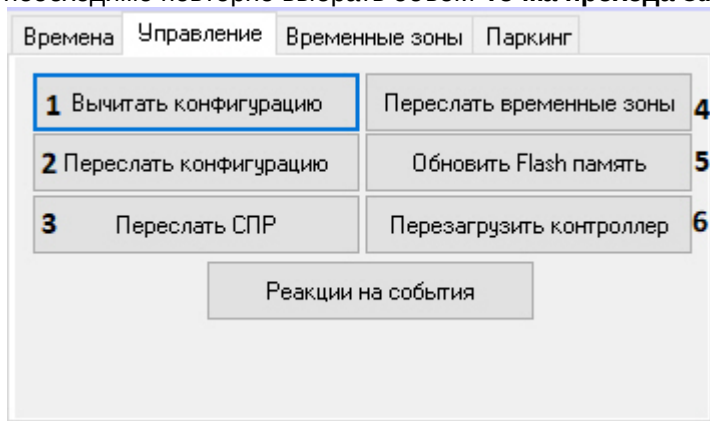 Времена Управление Временные зоны Паркинг
1 Вычитать конфигурацию Переслать временные зоны 4
2 Переслать конфигурацию Обновить Flash память 5
3 Переслать СПР Перезагрузить контроллер 6
Реакции на события